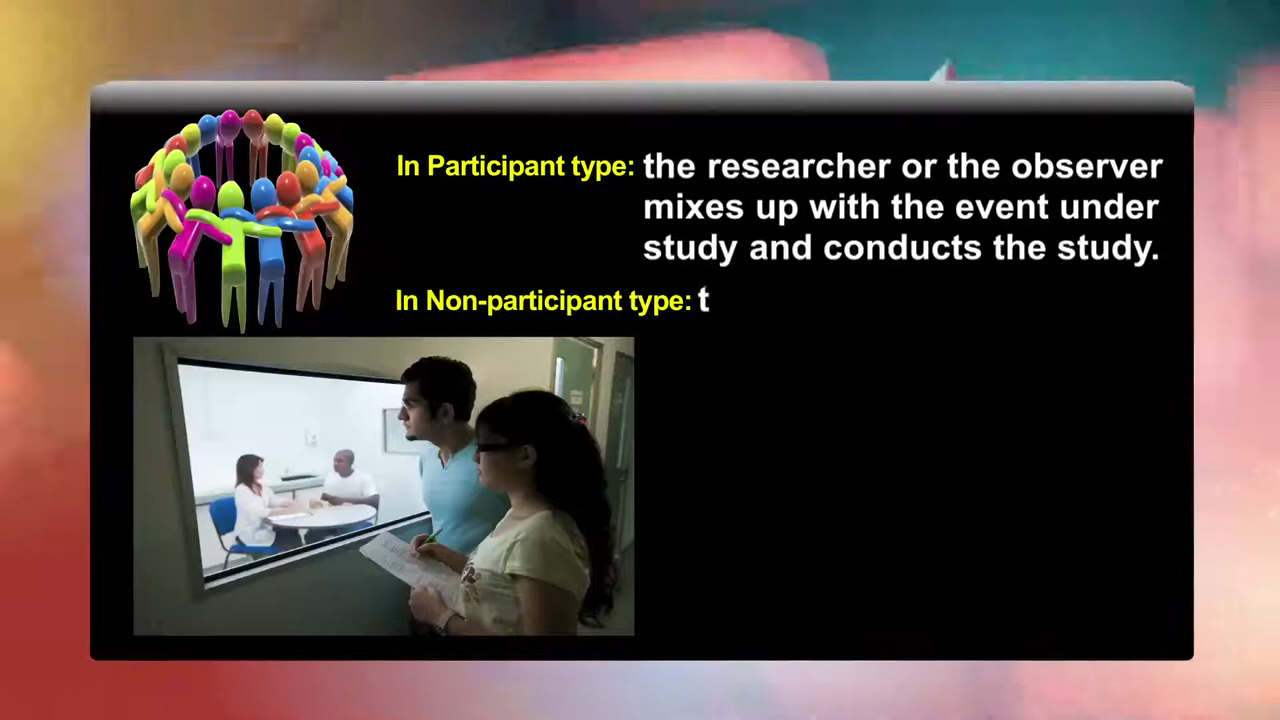 In Participant type: the researcher or the observer
mixes up with the event under
study and conducts the study.
In Non-participant type: t